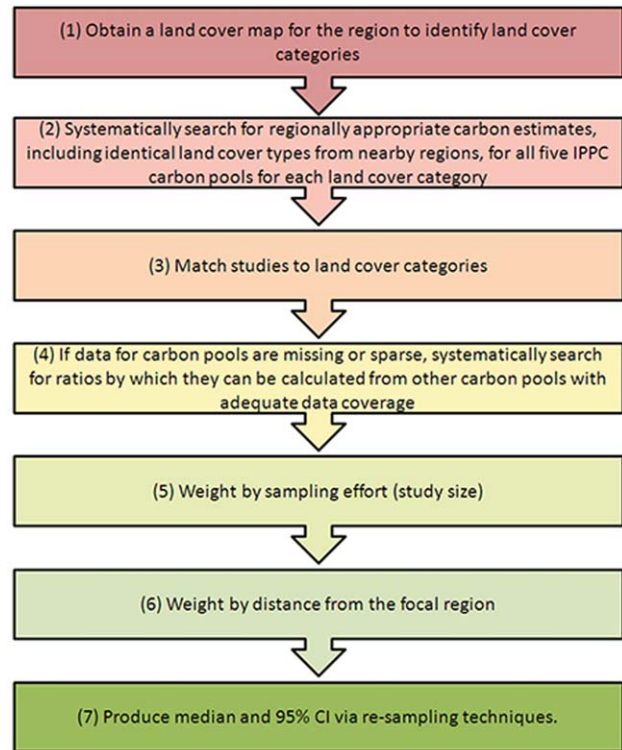 (1) Obtain a land cover map for the region to identify land cover
categories
(2) Systematically search for regionally appropriate carbon estimates,
including identical land cover types from nearby regions, for all five IPPC
carbon pools for each land cover category
(3) Match studies to land cover categories
(4) If data for carbon pools are missing or sparse, systematically search
for ratios by which they can be calculated from other carbon pools with
adequate data coverage
(5) Weight by sampling effort (study size)
(6) Weight by distance from the focal region
(7) Produce median and 95% CI via re-sampling techniques.